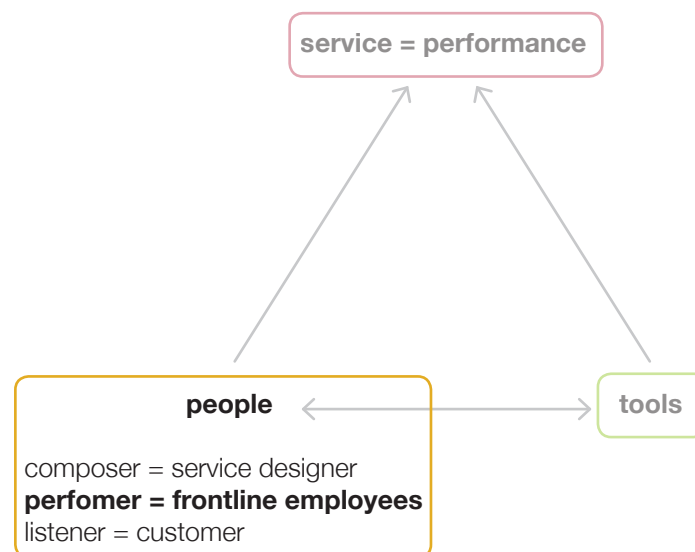 service = performance
people
tools
composer = service designer
perfomer = frontline employees
listener = customer